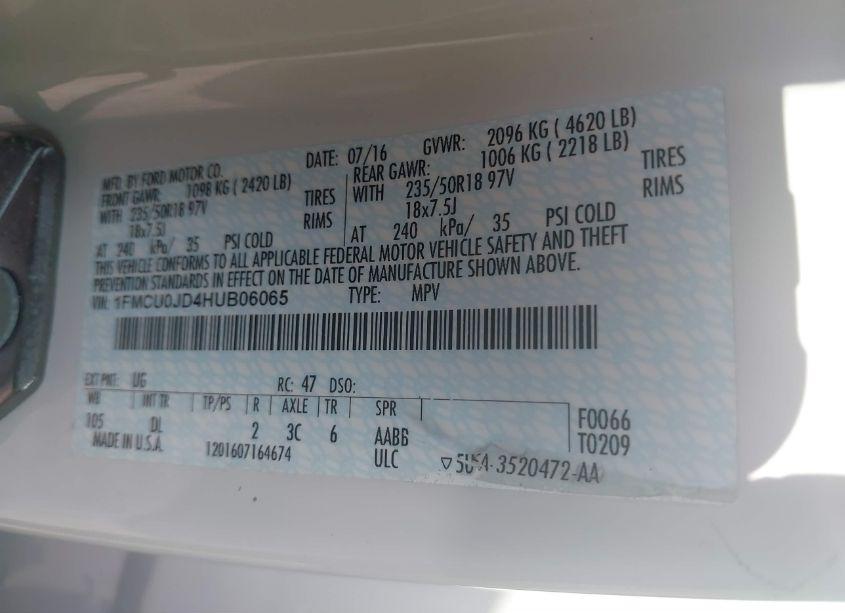 MFD. BY FORD MOTOR CO.
DATE: 07/16 GVWR: 2096 KG ( 4620 LB)
FRONT GAWR: 1098 KG ( 2420 LB)
WITH 235/50R18 97V TIRES
18x7.5J RIMS
AT 240 kPa/ 35 PSI COLD
REAR GAWR: 1006 KG ( 2218 LB)
WITH 235/50R18 97V TIRES
18x7.5J RIMS
AT 240 kPa/ 35 PSI COLD
THIS VEHICLE CONFORMS TO ALL APPLICABLE FEDERAL MOTOR VEHICLE SAFETY AND THEFT
PREVENTION STANDARDS IN EFFECT ON THE DATE OF MANUFACTURE SHOWN ABOVE.
VIN: 1FMCU0JD4HUB06065 TYPE: MPV
EXT PNT: UG RC: 47 DSO:
WB INT TR TP/PS R AXLE TR SPR
105 DL 2 3C 6 AABB
MADE IN U.S.A. 1201607164674 ULC
F0066
T0209
3520472-AA